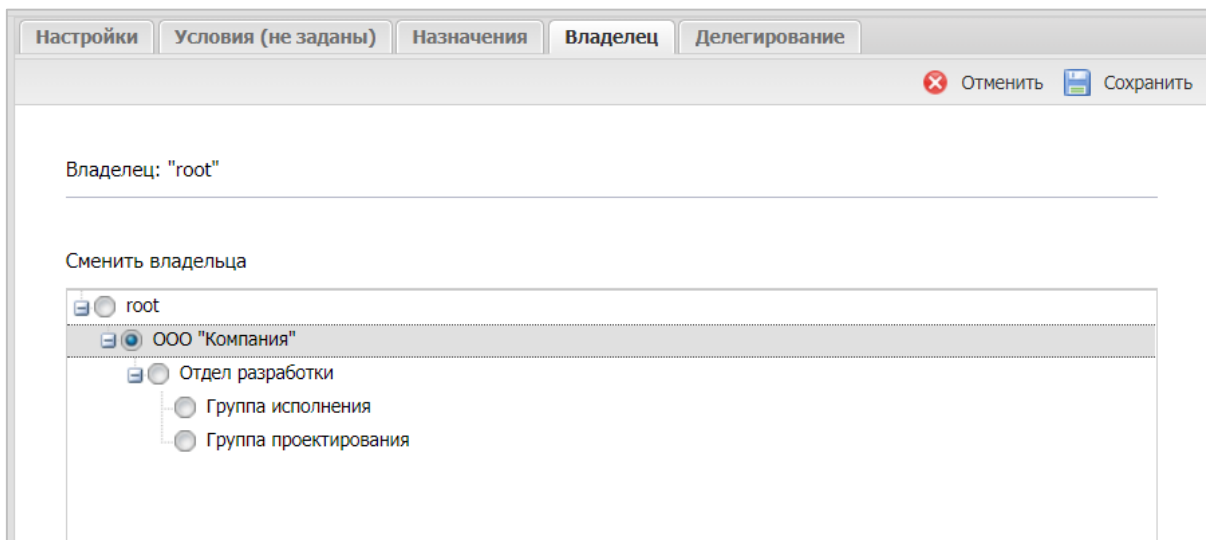 Настройки Условия (не заданы) Назначения Владелец Делегирование
Отменить Сохранить
Владелец: "root"
Сменить владельца
root
ООО "Компания"
Отдел разработки
Группа исполнения
Группа проектирования